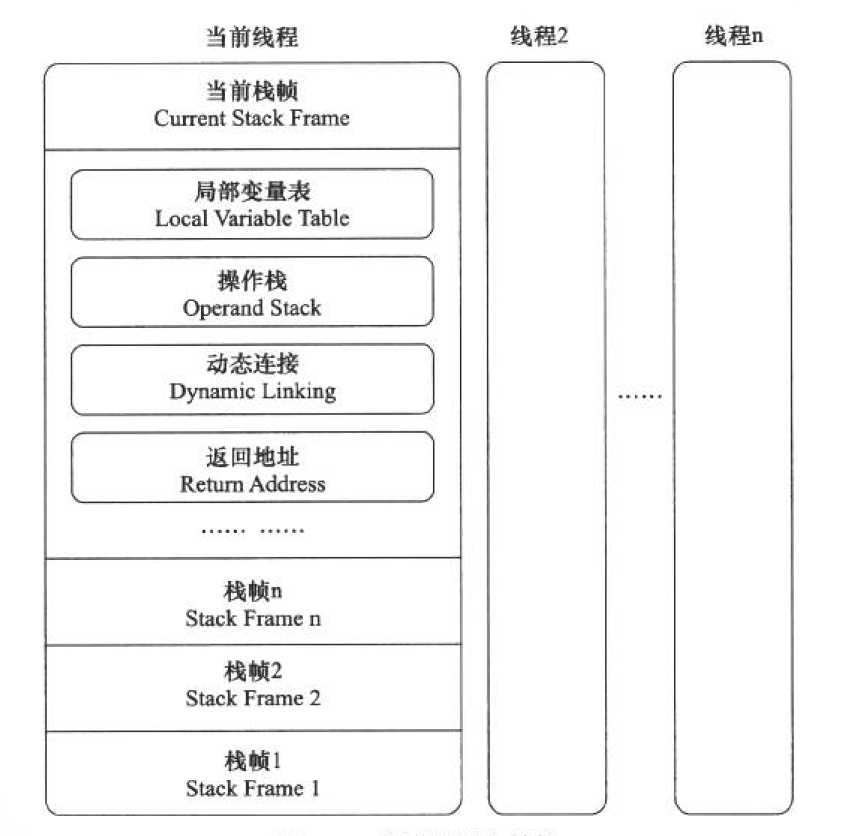 当前线程
线程2
线程n
当前栈帧
Current Stack Frame
局部变量表
Local Variable Table
操作栈
Operand Stack
动态连接
Dynamic Linking
返回地址
Return Address
…… ……
……
栈帧n
Stack Frame n
栈帧2
Stack Frame 2
栈帧1
Stack Frame 1